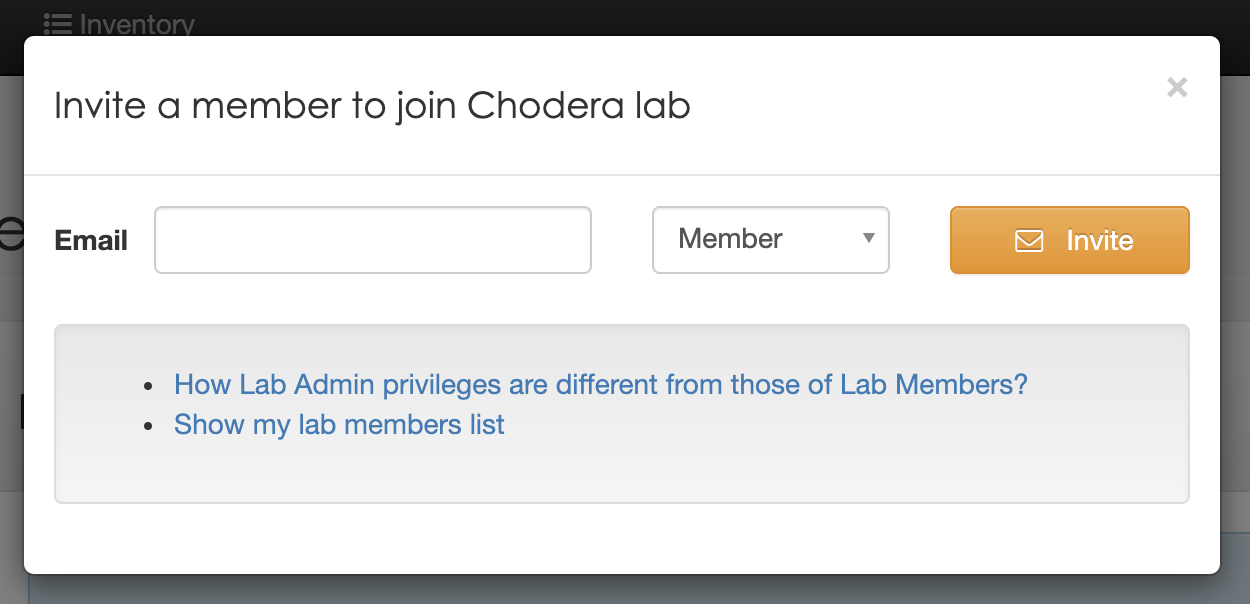 Inventory
Invite a member to join Chodera lab
×
Email
Member
Invite
How Lab Admin privileges are different from those of Lab Members?
Show my lab members list